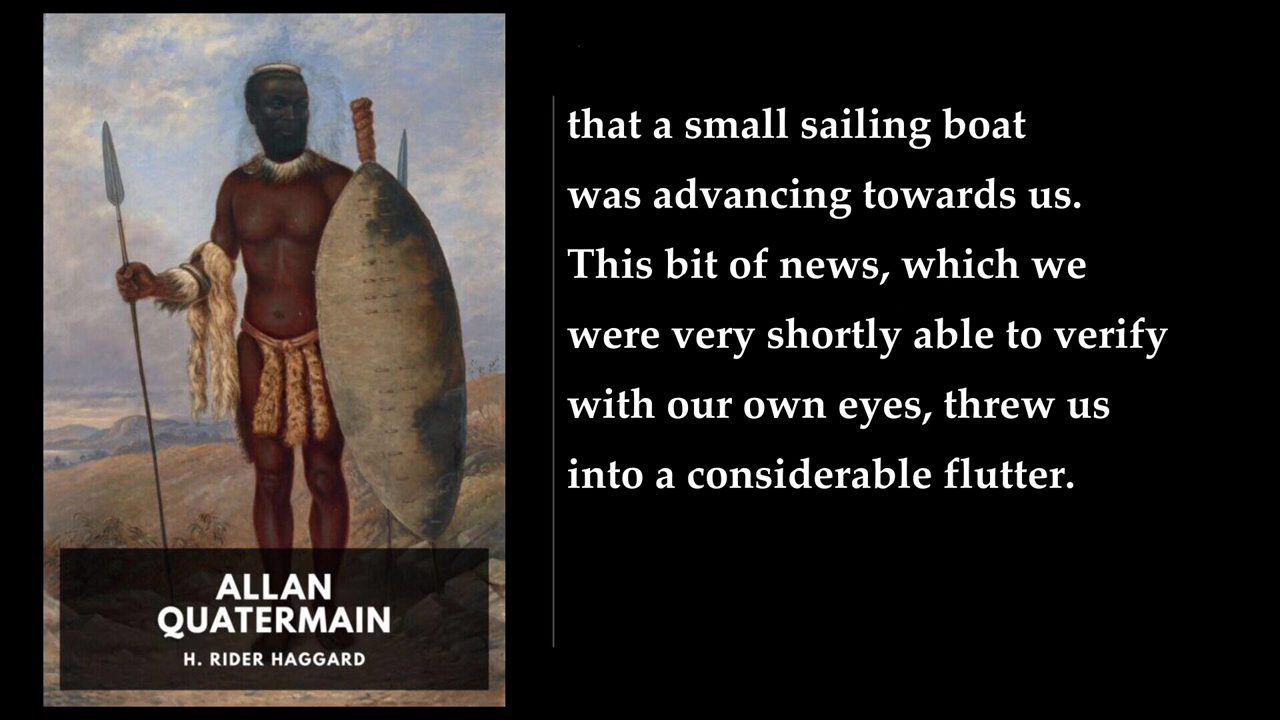 that a small sailing boat
was advancing towards us.
This bit of news, which we
were very shortly able to verify
with our own eyes, threw us
into a considerable flutter.
ALLAN
QUATERMAIN
H. RIDER HAGGARD